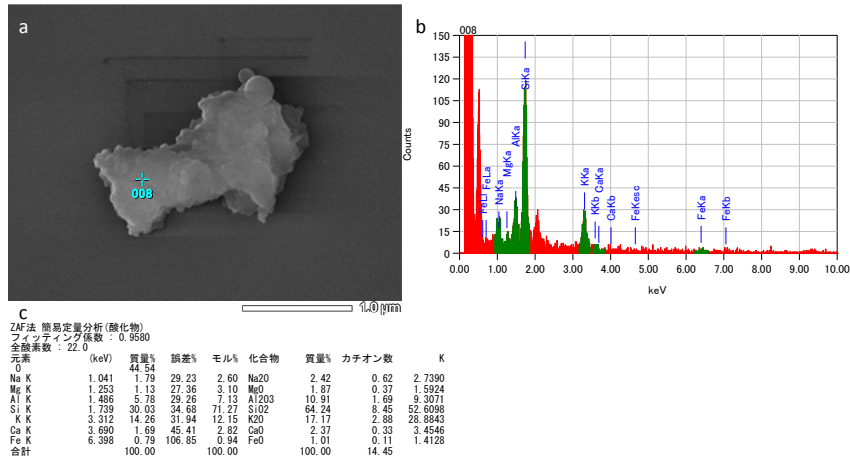 a
008
1.0 μm
b
008
Counts
150
135
120
105
90
75
60
45
30
15
0
FeLl
FeLa
NaKa
MgKa
AlKa
SiKa
KKa
KKb
CaKa
CaKb
FeKesc
FeKa
FeKb
0.00 1.00 2.00 3.00 4.00 5.00 6.00 7.00 8.00 9.00 10.00
keV
c
ZAF法 簡易定量分析(酸化物)
フィッティング係数 : 0.9580
全酸素数 : 22.0
元素 (keV) 質量% 誤差% モル% 化合物 質量% カチオン数 K
O 44.54
Na K 1.041 1.79 29.23 2.60 Na2O 2.42 0.62 2.7390
Mg K 1.253 1.13 27.36 3.10 MgO 1.87 0.37 1.5924
Al K 1.486 5.78 29.26 7.13 Al2O3 10.91 1.69 9.3071
Si K 1.739 30.03 34.68 71.27 SiO2 64.24 8.45 52.6098
K K 3.312 14.26 31.94 12.15 K2O 17.17 2.88 28.8843
Ca K 3.690 1.69 45.41 2.82 CaO 2.37 0.33 3.4546
Fe K 6.398 0.79 106.85 0.94 FeO 1.01 0.11 1.4128
合計 100.00 100.00 100.00 14.45